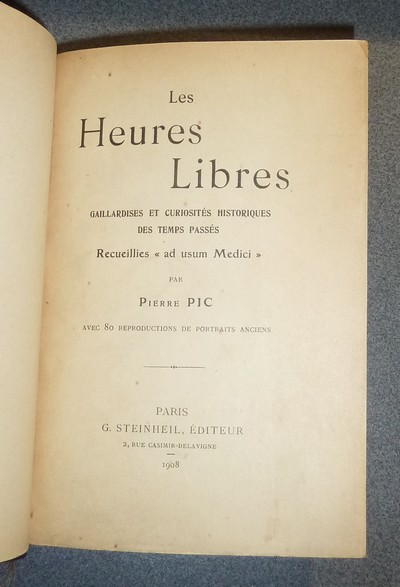 Les
Heures
Libres
GAILLARDISES ET CURIOSITÉS HISTORIQUES
DES TEMPS PASSÉS
Recueillies « ad usum Medici »
PAR
PIERRE PIC
AVEC 80 REPRODUCTIONS DE PORTRAITS ANCIENS
PARIS
G. STEINHEIL, ÉDITEUR
2, RUE CASIMIR-DELAVIGNE
1908